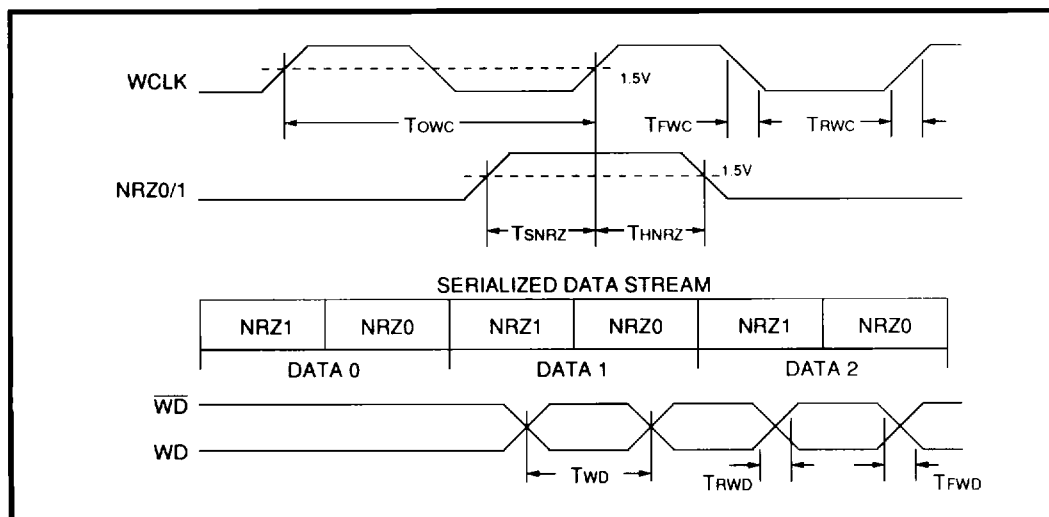 WCLK
1.5V
TOWC
TFWC
TRWC
NRZ0/1
1.5V
TSNRZ
THNRZ
SERIALIZED DATA STREAM
NRZ1 NRZ0 NRZ1 NRZ0 NRZ1 NRZ0
DATA 0 DATA 1 DATA 2
WD
WD
TWD
TRWD
TFWD